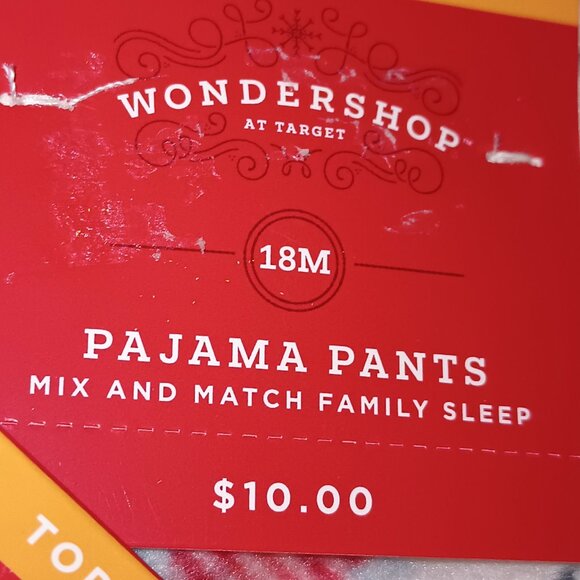 WONDERSHOP
AT TARGET
18M
PAJAMA PANTS
MIX AND MATCH FAMILY SLEEP
$10.00